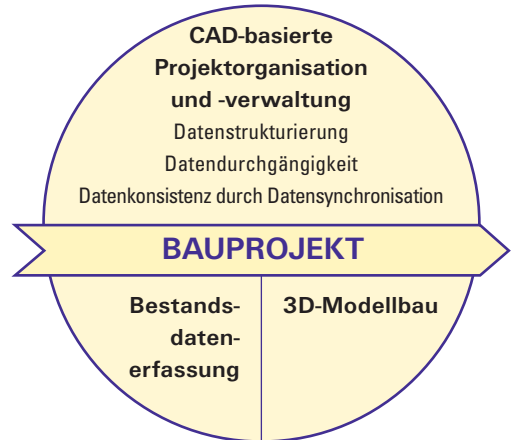 CAD-basierte
Projektorganisation
und -verwaltung
Datenstrukturierung
Datendurchgängigkeit
Datenkonsistenz durch Datensynchronisation
BAUPROJEKT
Bestands-
daten-
erfassung
3D-Modellbau